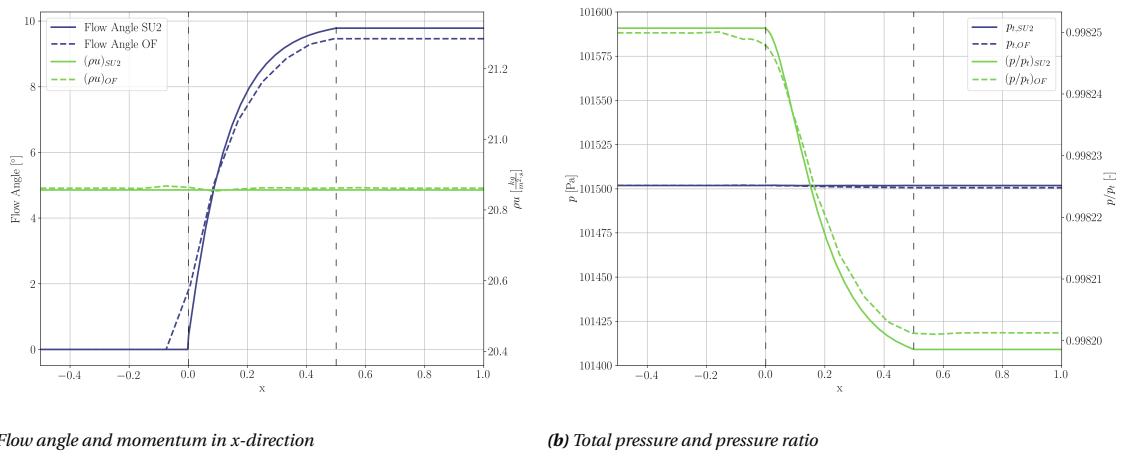 Flow Angle SU2
Flow Angle OF
(ρu)SU2
(ρu)OF
10
8
6
4
2
0
Flow Angle [°]
21.2
21.0
20.8
20.6
20.4
ρu [kg/m²·s]
−0.4
−0.2
0.0
0.2
0.4
0.6
0.8
1.0
x
Flow angle and momentum in x-direction
101600
101575
101550
101525
101500
101475
101450
101425
101400
p [Pa]
pt,SU2
pt,OF
(p/pt)SU2
(p/pt)OF
0.99825
0.99824
0.99823
0.99822
0.99821
0.99820
p/pt [-]
−0.4
−0.2
0.0
0.2
0.4
0.6
0.8
1.0
x
(b) Total pressure and pressure ratio